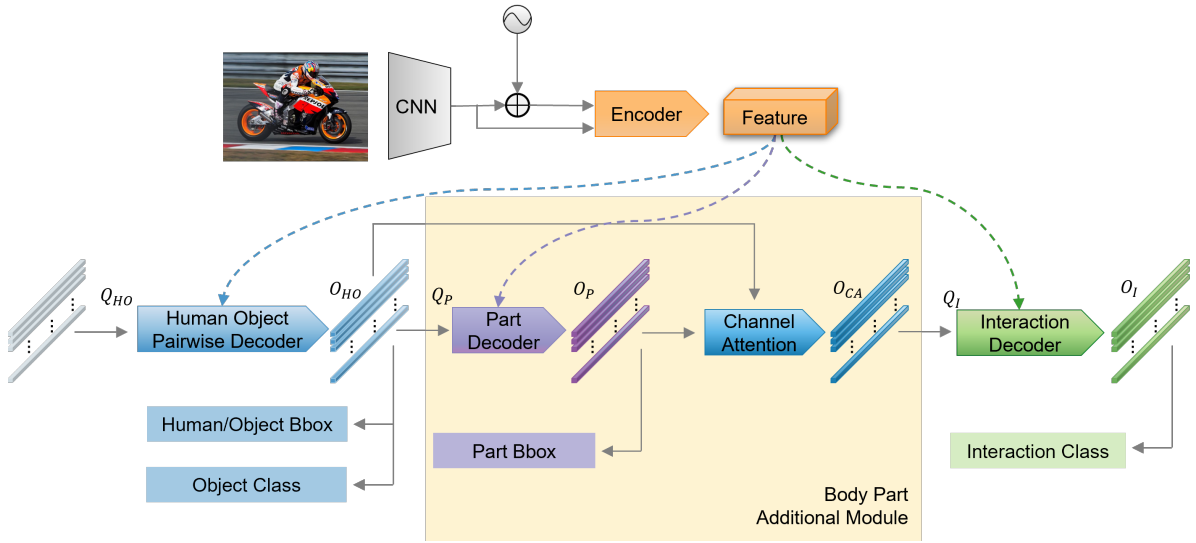 CNN
Encoder
Feature
Q_HO
Human Object
Pairwise Decoder
O_HO
Q_P
Part
Decoder
O_P
Channel
Attention
O_CA
Q_I
Interaction
Decoder
O_I
Human/Object Bbox
Object Class
Part Bbox
Interaction Class
Body Part
Additional Module